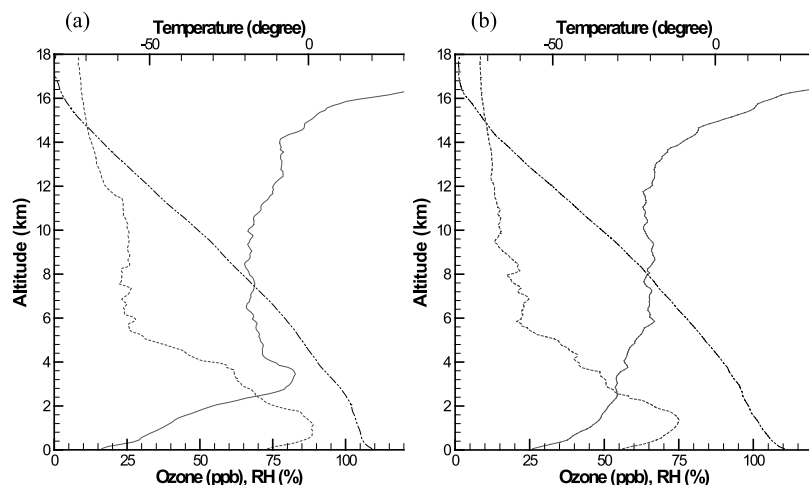 (a)
Temperature (degree)
-50 0
18
16
14
12
10
8
6
4
2
0
Altitude (km)
0 25 50 75 100
Ozone (ppb), RH (%)
(b)
Temperature (degree)
-50 0
18
16
14
12
10
8
6
4
2
0
Altitude (km)
0 25 50 75 100
Ozone (ppb), RH (%)